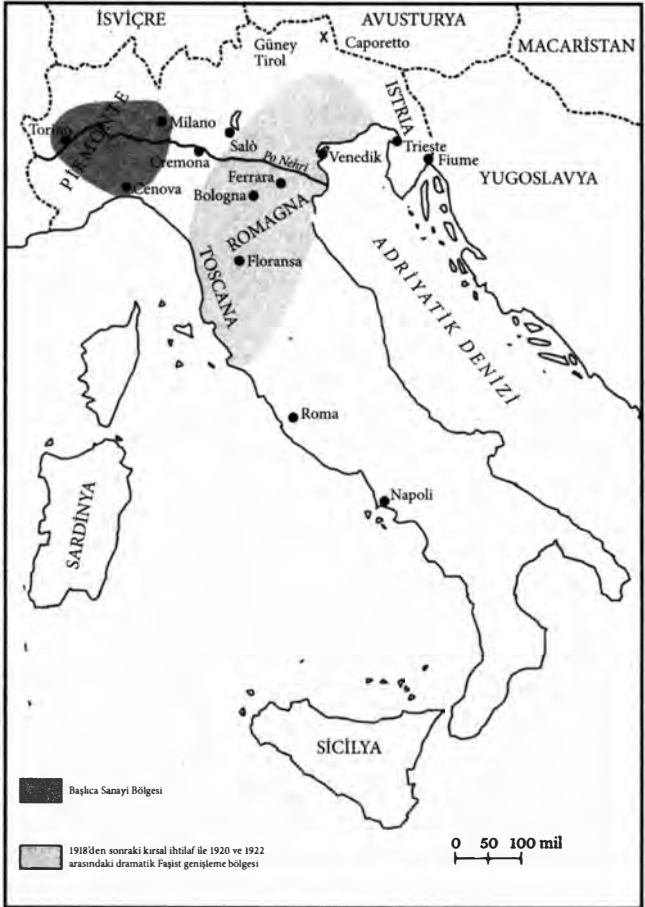 İSVİÇRE
AVUSTURYA
MACARİSTAN
Güney
Tirol
X
Caporetto
PİEMONTE
Torino
Milano
Salò
Cremona
Cenova
Po Nehri
Venedik
ISTRIA
Trieste
Fiume
YUGOSLAVYA
Ferrara
Bologna
ROMAGNA
TOSCANA
Floransa
ADRİYATİK DENİZİ
Roma
Napoli
SARDİNYA
SİCİLYA
Başlıca Sanayi Bölgesi
1918'den sonraki kırsal ihtilaf ile 1920 ve 1922
arasındaki dramatik Faşist genişleme bölgesi
0 50 100 mil